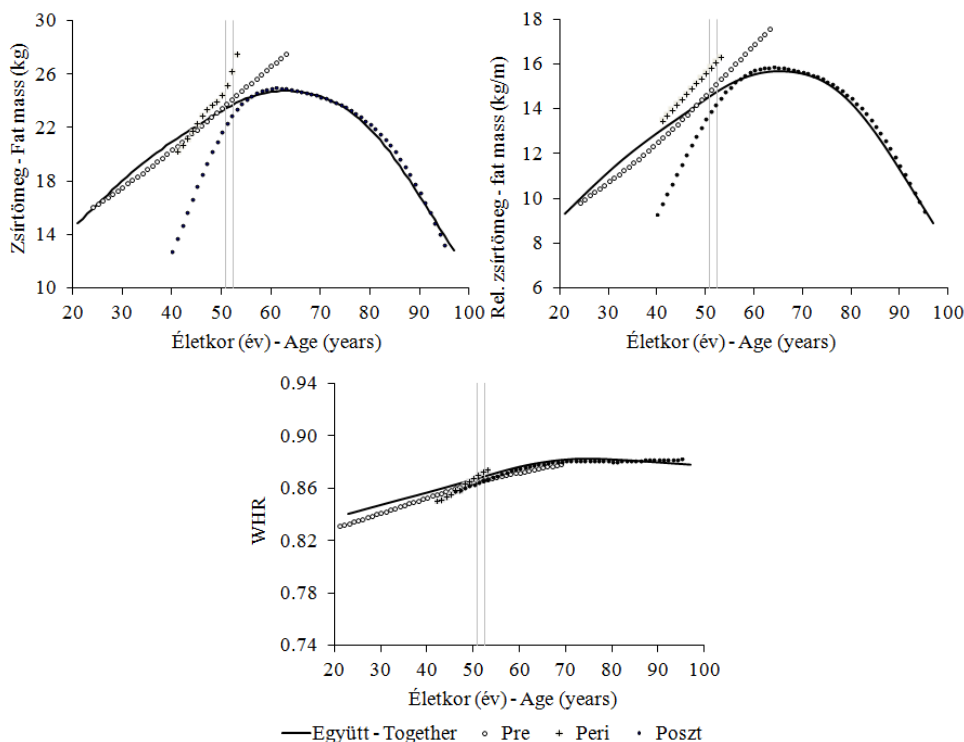 Zsírtömeg - Fat mass (kg)
30
26
22
18
14
10
20 30 40 50 60 70 80 90 100
Életkor (év) - Age (years)
Rel. zsírtömeg - fat mass (kg/m)
18
16
14
12
10
8
6
20 30 40 50 60 70 80 90 100
Életkor (év) - Age (years)
WHR
0.94
0.90
0.86
0.82
0.78
0.74
20 30 40 50 60 70 80 90 100
Életkor (év) - Age (years)
Együtt - Together Pre Peri Poszt